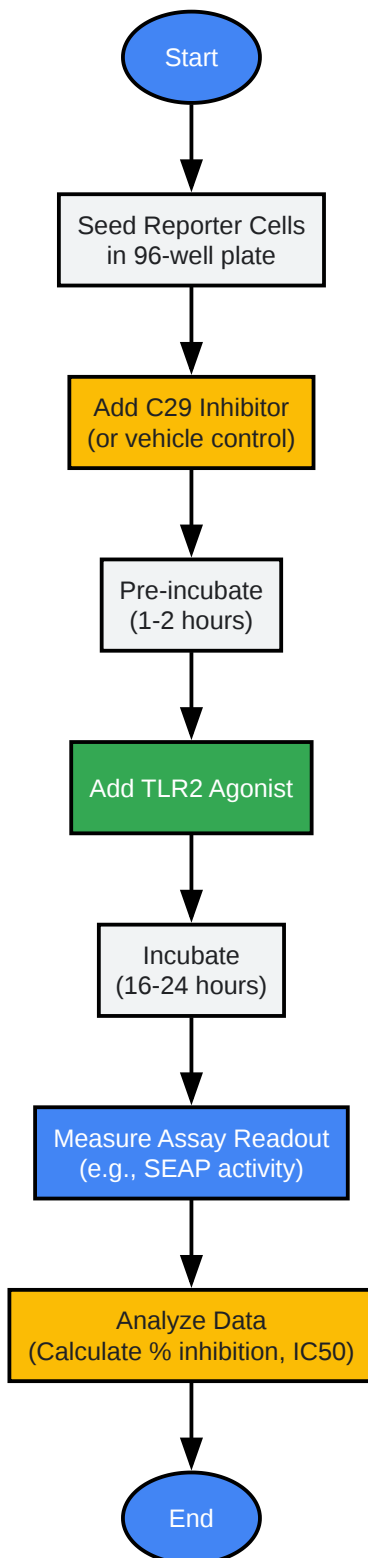 Start
Seed Reporter Cells
in 96-well plate
Add C29 Inhibitor
(or vehicle control)
Pre-incubate
(1-2 hours)
Add TLR2 Agonist
Incubate
(16-24 hours)
Measure Assay Readout
(e.g., SEAP activity)
Analyze Data
(Calculate % inhibition, IC50)
End